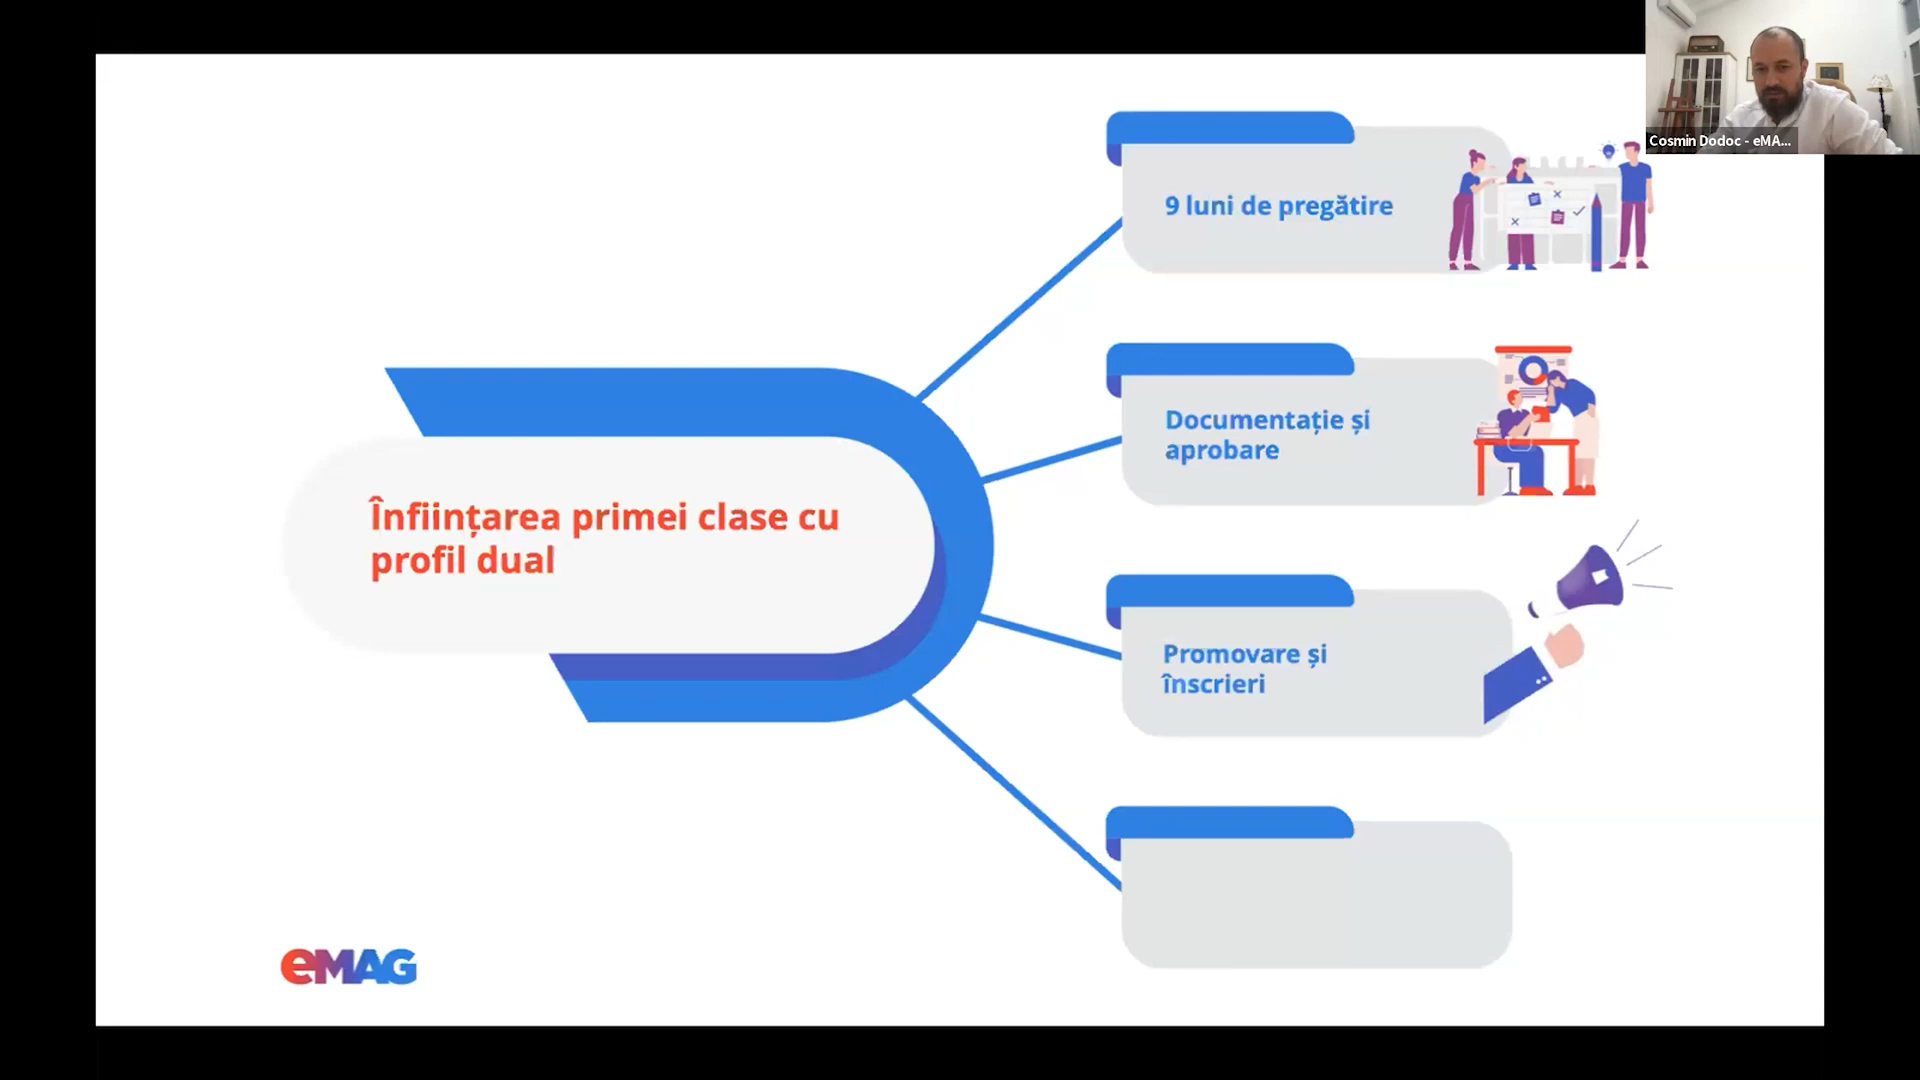 Cosmin Dodoc - eMA...
9 luni de pregătire
Documentație și
aprobare
Înființarea primei clase cu
profil dual
Promovare și
înscrieri
eMAG